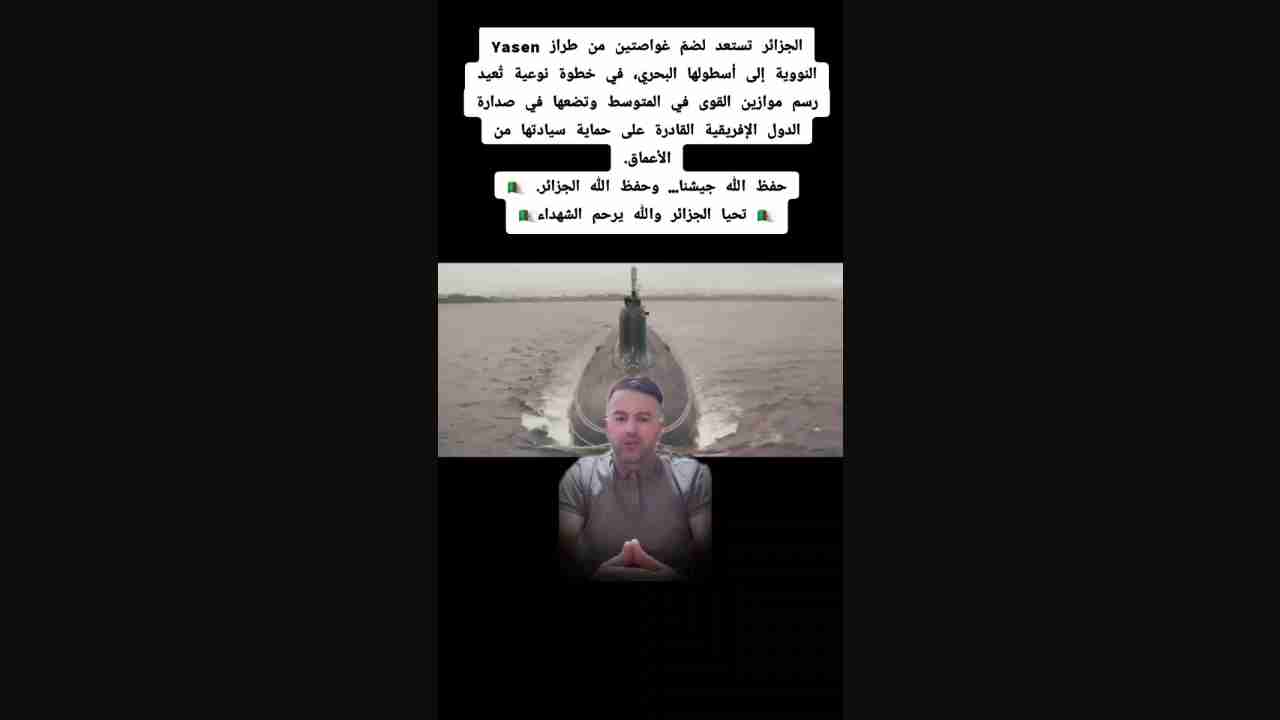 الجزائر تستعد لضمّ غواصتين من طراز Yasen
النووية إلى أسطولها البحري، في خطوة نوعية تُعيد
رسم موازين القوى في المتوسط وتضعها في صدارة
الدول الإفريقية القادرة على حماية سيادتها من
الأعماق.
حفظ الله جيشنا… وحفظ الله الجزائر. 🇩🇿
🇩🇿 تحيا الجزائر والله يرحم الشهداء🇩🇿